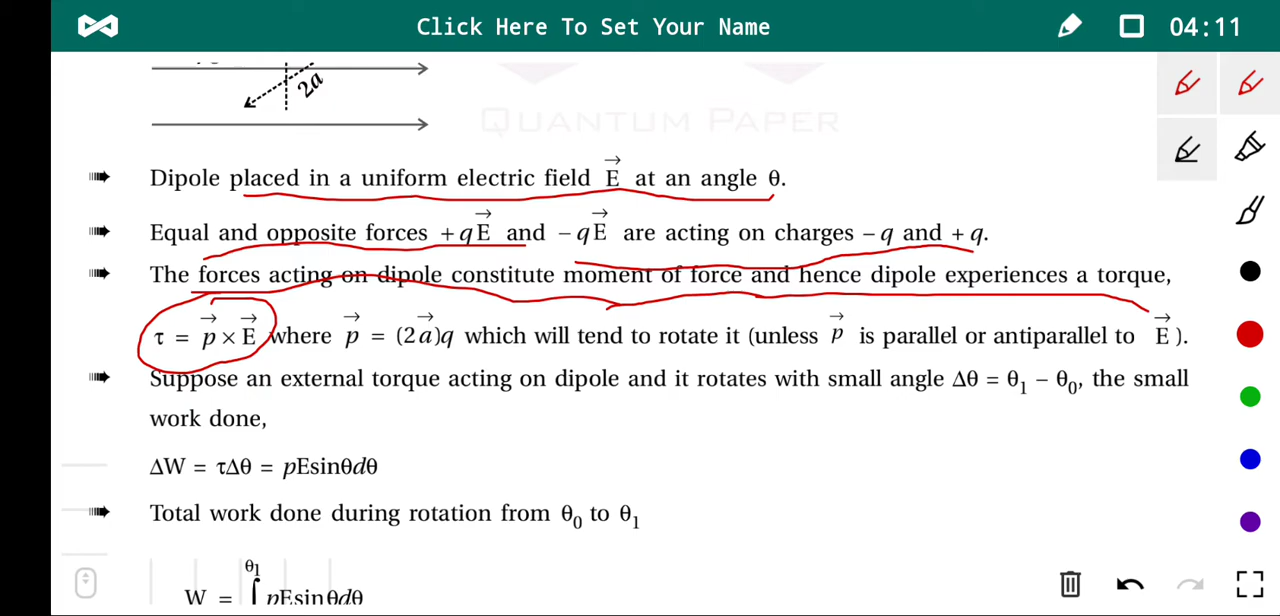 Click Here To Set Your Name
04:11
2a
QUANTUM PAPER
Dipole placed in a uniform electric field E⃗ at an angle θ.
Equal and opposite forces +qE⃗ and −qE⃗ are acting on charges −q and +q.
The forces acting on dipole constitute moment of force and hence dipole experiences a torque,
τ = p⃗ × E⃗ where p⃗ = (2a⃗)q which will tend to rotate it (unless p⃗ is parallel or antiparallel to E⃗).
Suppose an external torque acting on dipole and it rotates with small angle Δθ = θ₁ − θ₀, the small
work done,
ΔW = τΔθ = pEsinθdθ
Total work done during rotation from θ₀ to θ₁
θ₁
W = ∫ pEsinθdθ